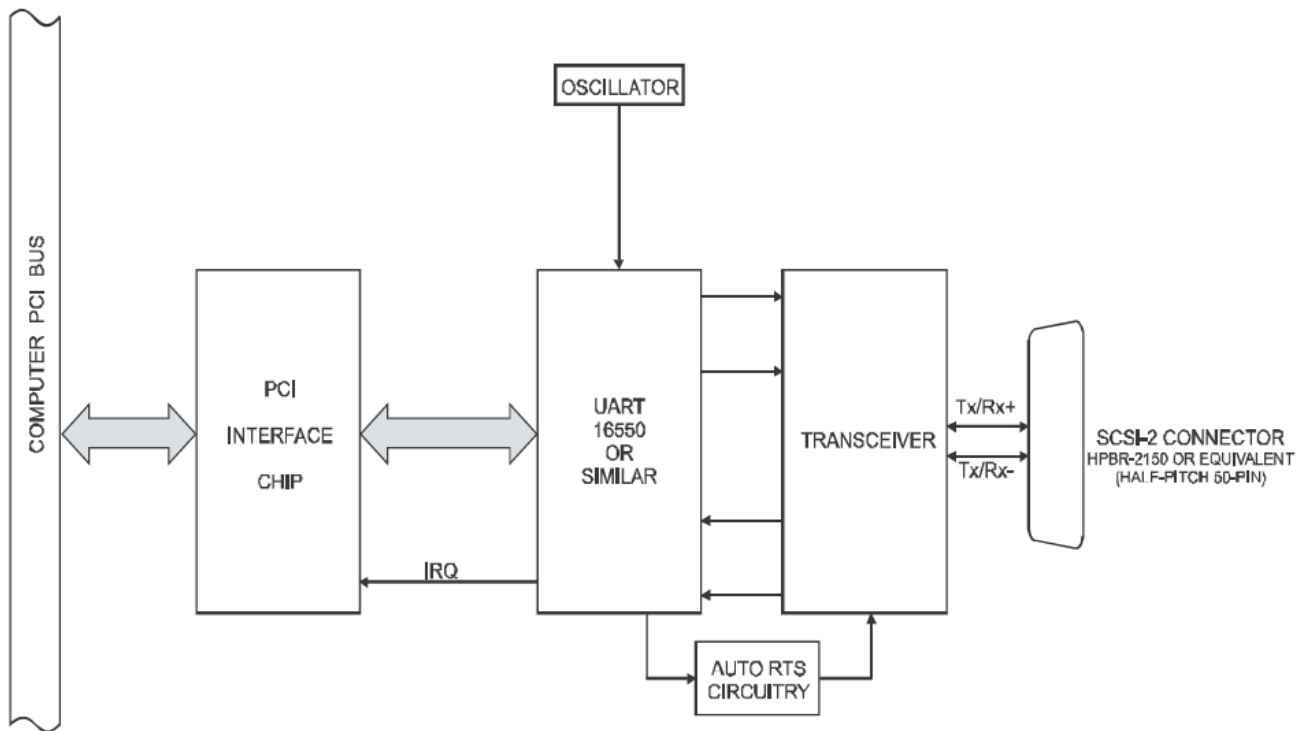 OSCILLATOR
COMPUTER PCI BUS
PCI
INTERFACE
CHIP
UART
16550
OR
SIMILAR
TRANSCEIVER
Tx/Rx+
Tx/Rx-
SCSI-2 CONNECTOR
HPBR-2150 OR EQUIVALENT
(HALF-PITCH 50-PIN)
IRQ
AUTO RTS
CIRCUITRY